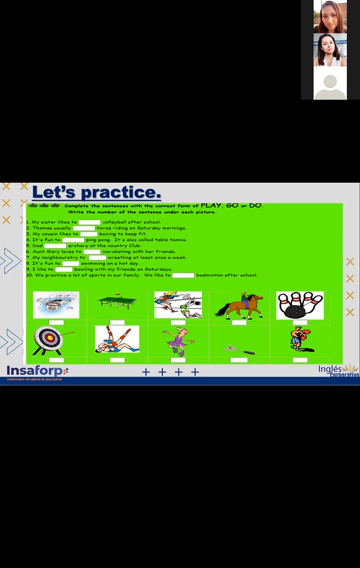 Let's practice.
Complete the sentences with the correct form of PLAY, GO or DO.
Write the number of the sentence under each picture.
1. My sister likes to volleyball after school.
2. Thomas usually horse riding on Saturday mornings.
3. My cousin likes to boxing to keep fit.
4. It's fun to ping pong. It's also called table tennis.
5. Dad archery at the country Club.
6. Aunt Mary loves to ice-skating with her friends.
7. My neighbour try to wrestling at least once a week.
8. It's fun to swimming on a hot day.
9. I like to bowling with my friends on Saturdays.
10. We practise a lot of sports in our family. We like to badminton after school.
Insaforp
Inglés
Corporation